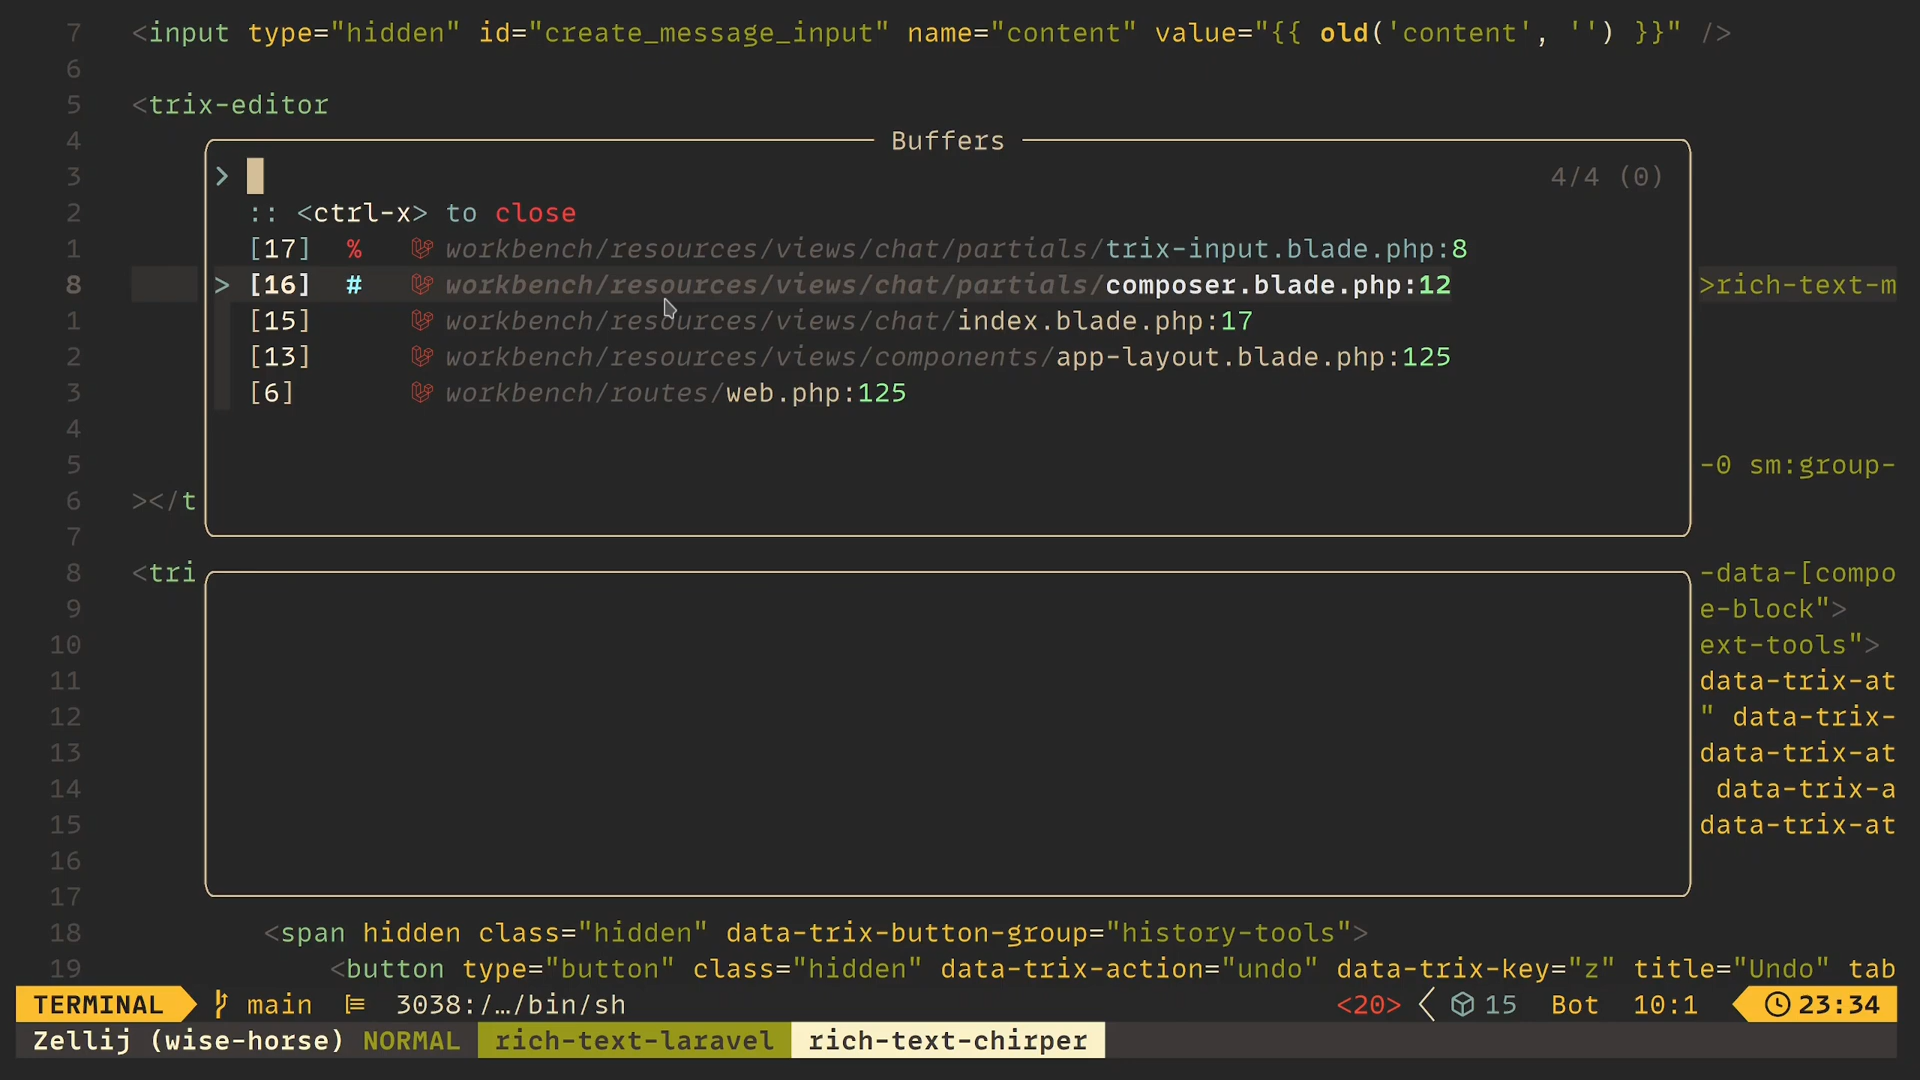 7 <input type="hidden" id="create_message_input" name="content" value="{{ old('content', '') }}" />
6
5 <trix-editor
4 Buffers
3 > 4/4 (0)
2 :: <ctrl-x> to close
1 [17] % workbench/resources/views/chat/partials/trix-input.blade.php:8
8 > [16] # workbench/resources/views/chat/partials/composer.blade.php:12 >rich-text-m
1 [15] workbench/resources/views/chat/index.blade.php:17
2 [13] workbench/resources/views/components/app-layout.blade.php:125
3 [6] workbench/routes/web.php:125
4
5 -0 sm:group-
6 ></t
7
8 <tri -data-[compo
9 e-block">
10 ext-tools">
11 data-trix-at
12 " data-trix-
13 data-trix-at
14 data-trix-a
15 data-trix-at
16
17
18 <span hidden class="hidden" data-trix-button-group="history-tools">
19 <button type="button" class="hidden" data-trix-action="undo" data-trix-key="z" title="Undo" tab
TERMINAL main 3038:/…/bin/sh <20> 15 Bot 10:1 23:34
Zellij (wise-horse) NORMAL rich-text-laravel rich-text-chirper